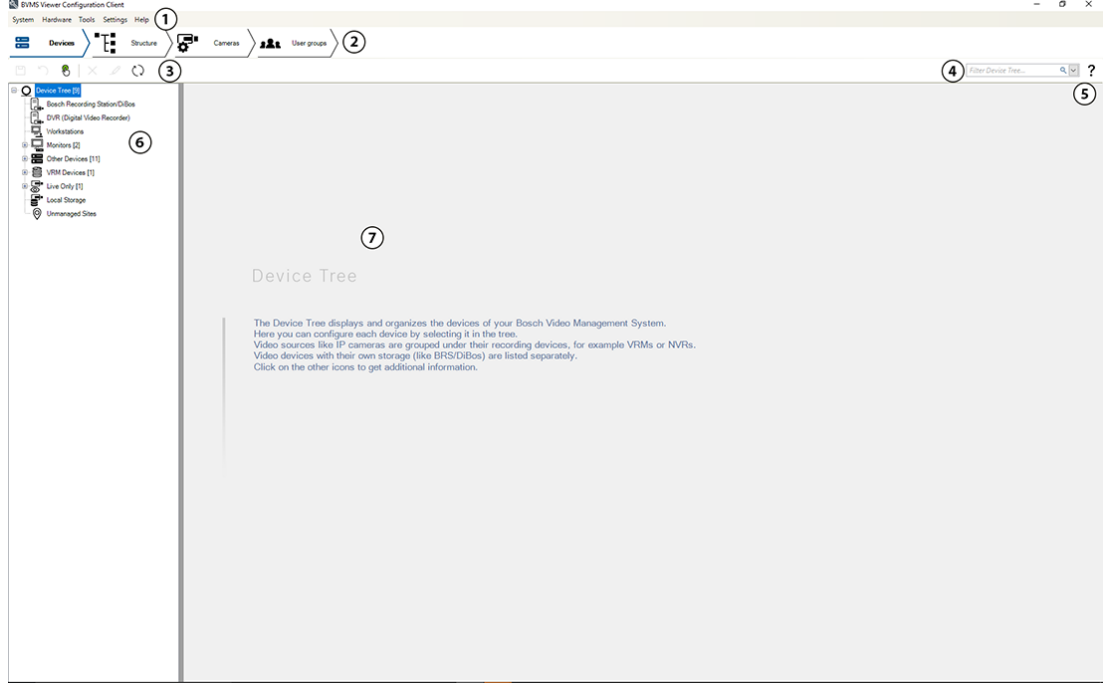 BVMS Viewer Configuration Client
System Hardware Tools Settings Help 1
Devices Structure Cameras User groups 2
3 4 Filter Device Tree... ?
5
Device Tree [9]
Bosch Recording Station/DiBos
DVR (Digital Video Recorder)
Workstations
Monitors [2]
6
Other Devices [11]
VRM Devices [1]
Live Only [1]
Local Storage
Unmanaged Sites
7
Device Tree
The Device Tree displays and organizes the devices of your Bosch Video Management System.
Here you can configure each device by selecting it in the tree.
Video sources like IP cameras are grouped under their recording devices, for example VRMs or NVRs.
Video devices with their own storage (like BRS/DiBos) are listed separately.
Click on the other icons to get additional information.